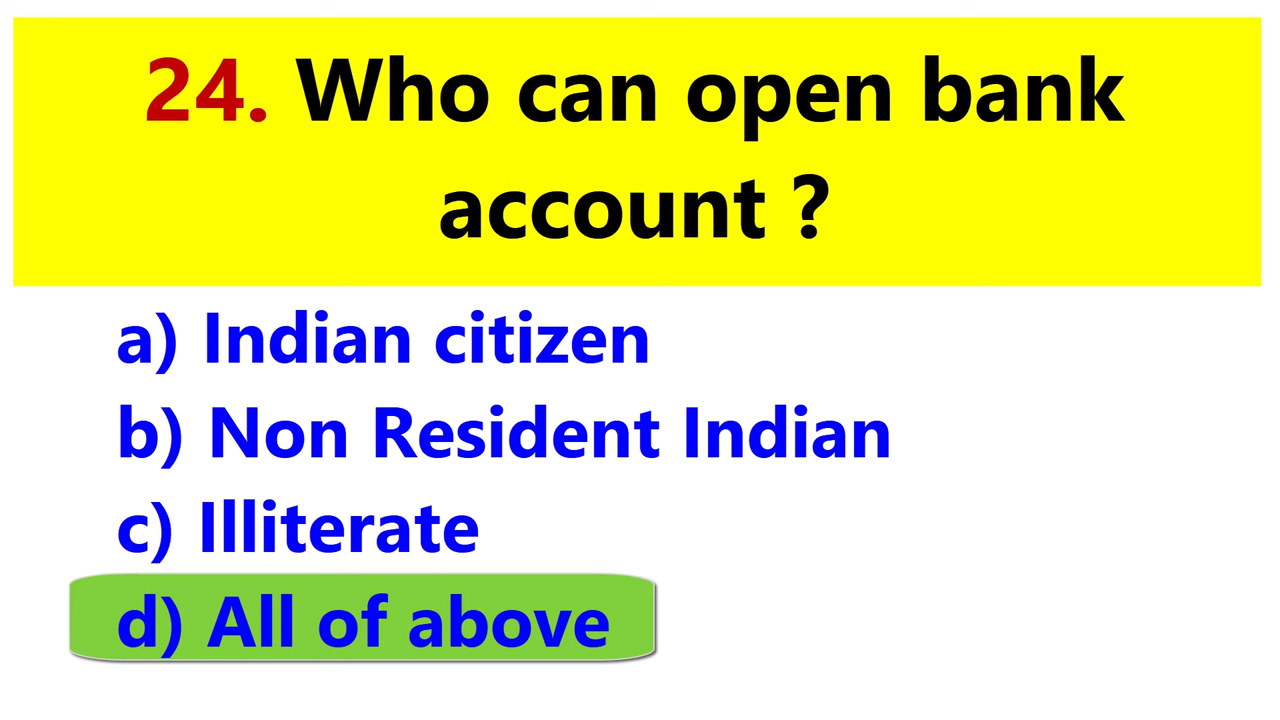 24. Who can open bank
account ?
a) Indian citizen
b) Non Resident Indian
c) Illiterate
d) All of above